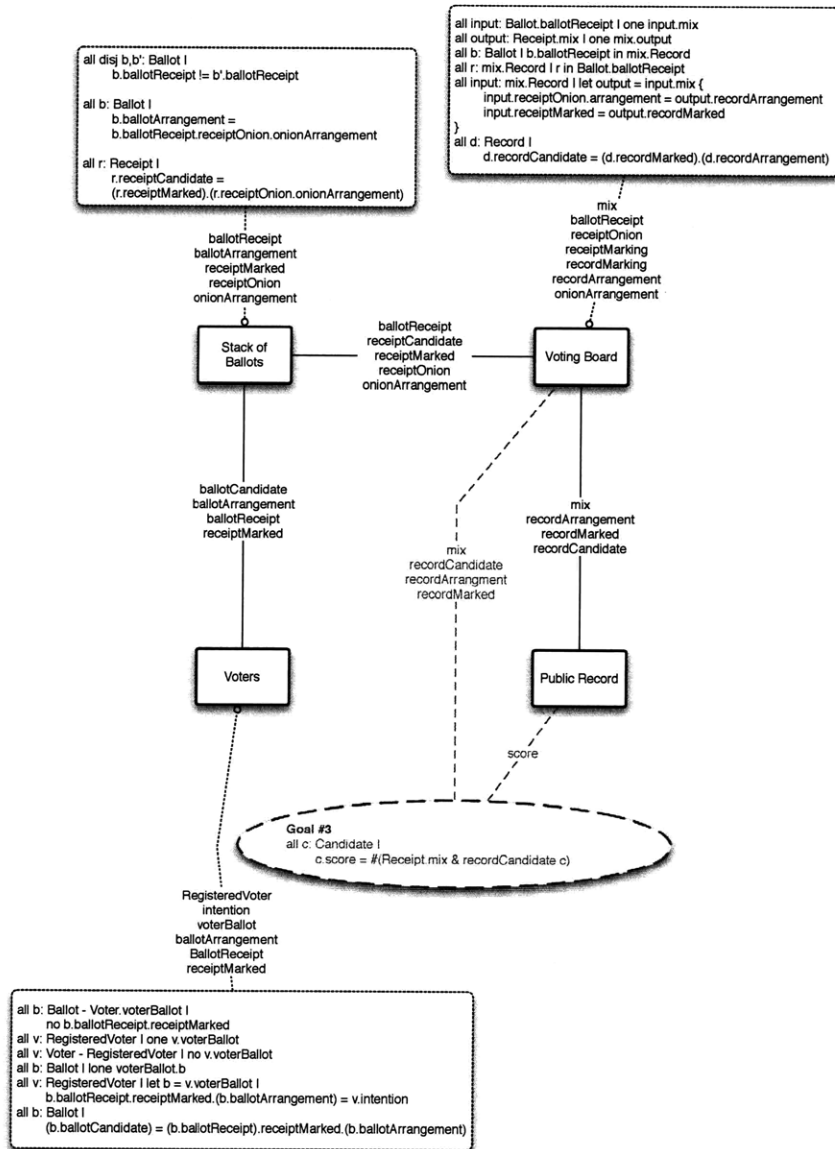 all disj b,b': Ballot |
b.ballotReceipt != b'.ballotReceipt
all b: Ballot |
b.ballotArrangement =
b.ballotReceipt.receiptOnion.onionArrangement
all r: Receipt |
r.receiptCandidate =
(r.receiptMarked).(r.receiptOnion.onionArrangement)
all input: Ballot.ballotReceipt | one input.mix
all output: Receipt.mix | one mix.output
all b: Ballot | b.ballotReceipt in mix.Record
all r: mix.Record | r in Ballot.ballotReceipt
all input: mix.Record | let output = input.mix {
input.receiptOnion.arrangement = output.recordArrangement
input.receiptMarked = output.recordMarked
}
all d: Record |
d.recordCandidate = (d.recordMarked).(d.recordArrangement)
ballotReceipt
ballotArrangement
receiptMarked
receiptOnion
onionArrangement
mix
ballotReceipt
receiptOnion
receiptMarking
recordMarking
recordArrangement
onionArrangement
Stack of
Ballots
ballotReceipt
receiptCandidate
receiptMarked
receiptOnion
onionArrangement
Voting Board
ballotCandidate
ballotArrangement
ballotReceipt
receiptMarked
mix
recordCandidate
recordArrangment
recordMarked
mix
recordArrangement
recordMarked
recordCandidate
Voters
Public Record
score
Goal #3
all c: Candidate |
c.score = #(Receipt.mix & recordCandidate c)
RegisteredVoter
intention
voterBallot
ballotArrangement
BallotReceipt
receiptMarked
all b: Ballot - Voter.voterBallot |
no b.ballotReceipt.receiptMarked
all v: RegisteredVoter | one v.voterBallot
all v: Voter - RegisteredVoter | no v.voterBallot
all b: Ballot | lone voterBallot.b
all v: RegisteredVoter | let b = v.voterBallot |
b.ballotReceipt.receiptMarked.(b.ballotArrangement) = v.intention
all b: Ballot |
(b.ballotCandidate) = (b.ballotReceipt).receiptMarked.(b.ballotArrangement)